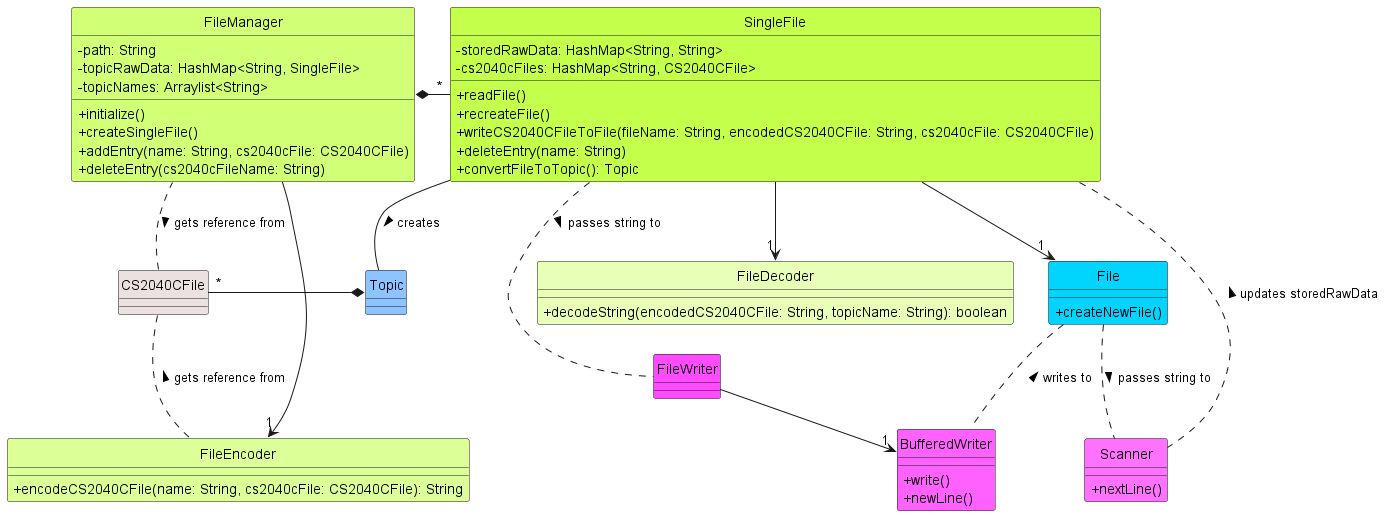 FileManager
-path: String
-topicRawData: HashMap<String, SingleFile>
-topicNames: Arraylist<String>
+initialize()
+createSingleFile()
+addEntry(name: String, cs2040cFile: CS2040CFile)
+deleteEntry(cs2040cFileName: String)
*
SingleFile
-storedRawData: HashMap<String, String>
-cs2040cFiles: HashMap<String, CS2040CFile>
+readFile()
+recreateFile()
+writeCS2040CFileToFile(fileName: String, encodedCS2040CFile: String, cs2040cFile: CS2040CFile)
+deleteEntry(name: String)
+convertFileToTopic(): Topic
gets reference from
creates
passes string to
1
1
CS2040CFile
*
Topic
FileDecoder
+decodeString(encodedCS2040CFile: String, topicName: String): boolean
File
+createNewFile()
updates storedRawData
gets reference from
FileWriter
writes to
passes string to
1
1
FileEncoder
+encodeCS2040CFile(name: String, cs2040cFile: CS2040CFile): String
BufferedWriter
+write()
+newLine()
Scanner
+nextLine()